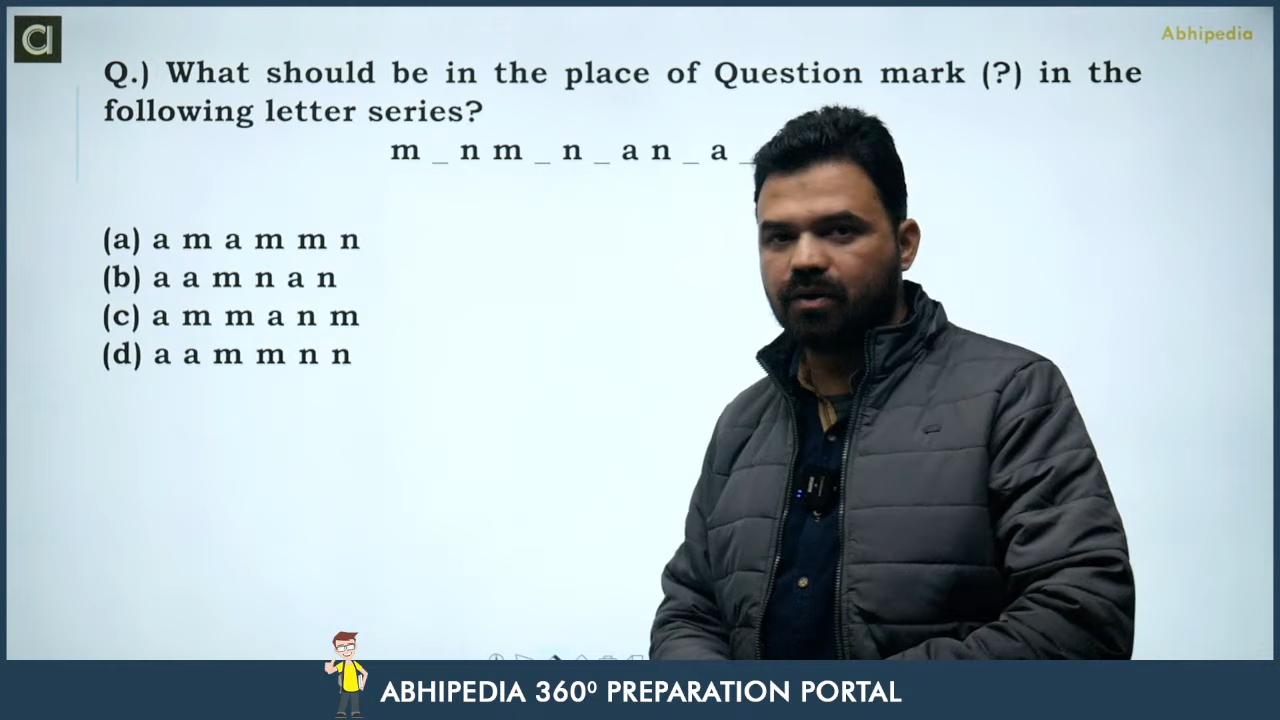 Abhipedia
Q.) What should be in the place of Question mark (?) in the
following letter series?
m _ n m _ n _ a n _ a _
(a) a m a m m n
(b) a a m n a n
(c) a m m a n m
(d) a a m m n n
ABHIPEDIA 360⁰ PREPARATION PORTAL